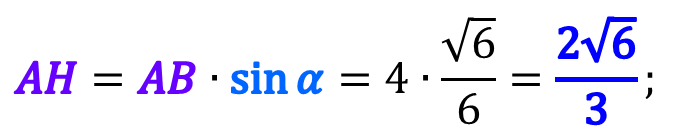 AH = AB · sin α = 4 · √6/6 = 2√6/3;